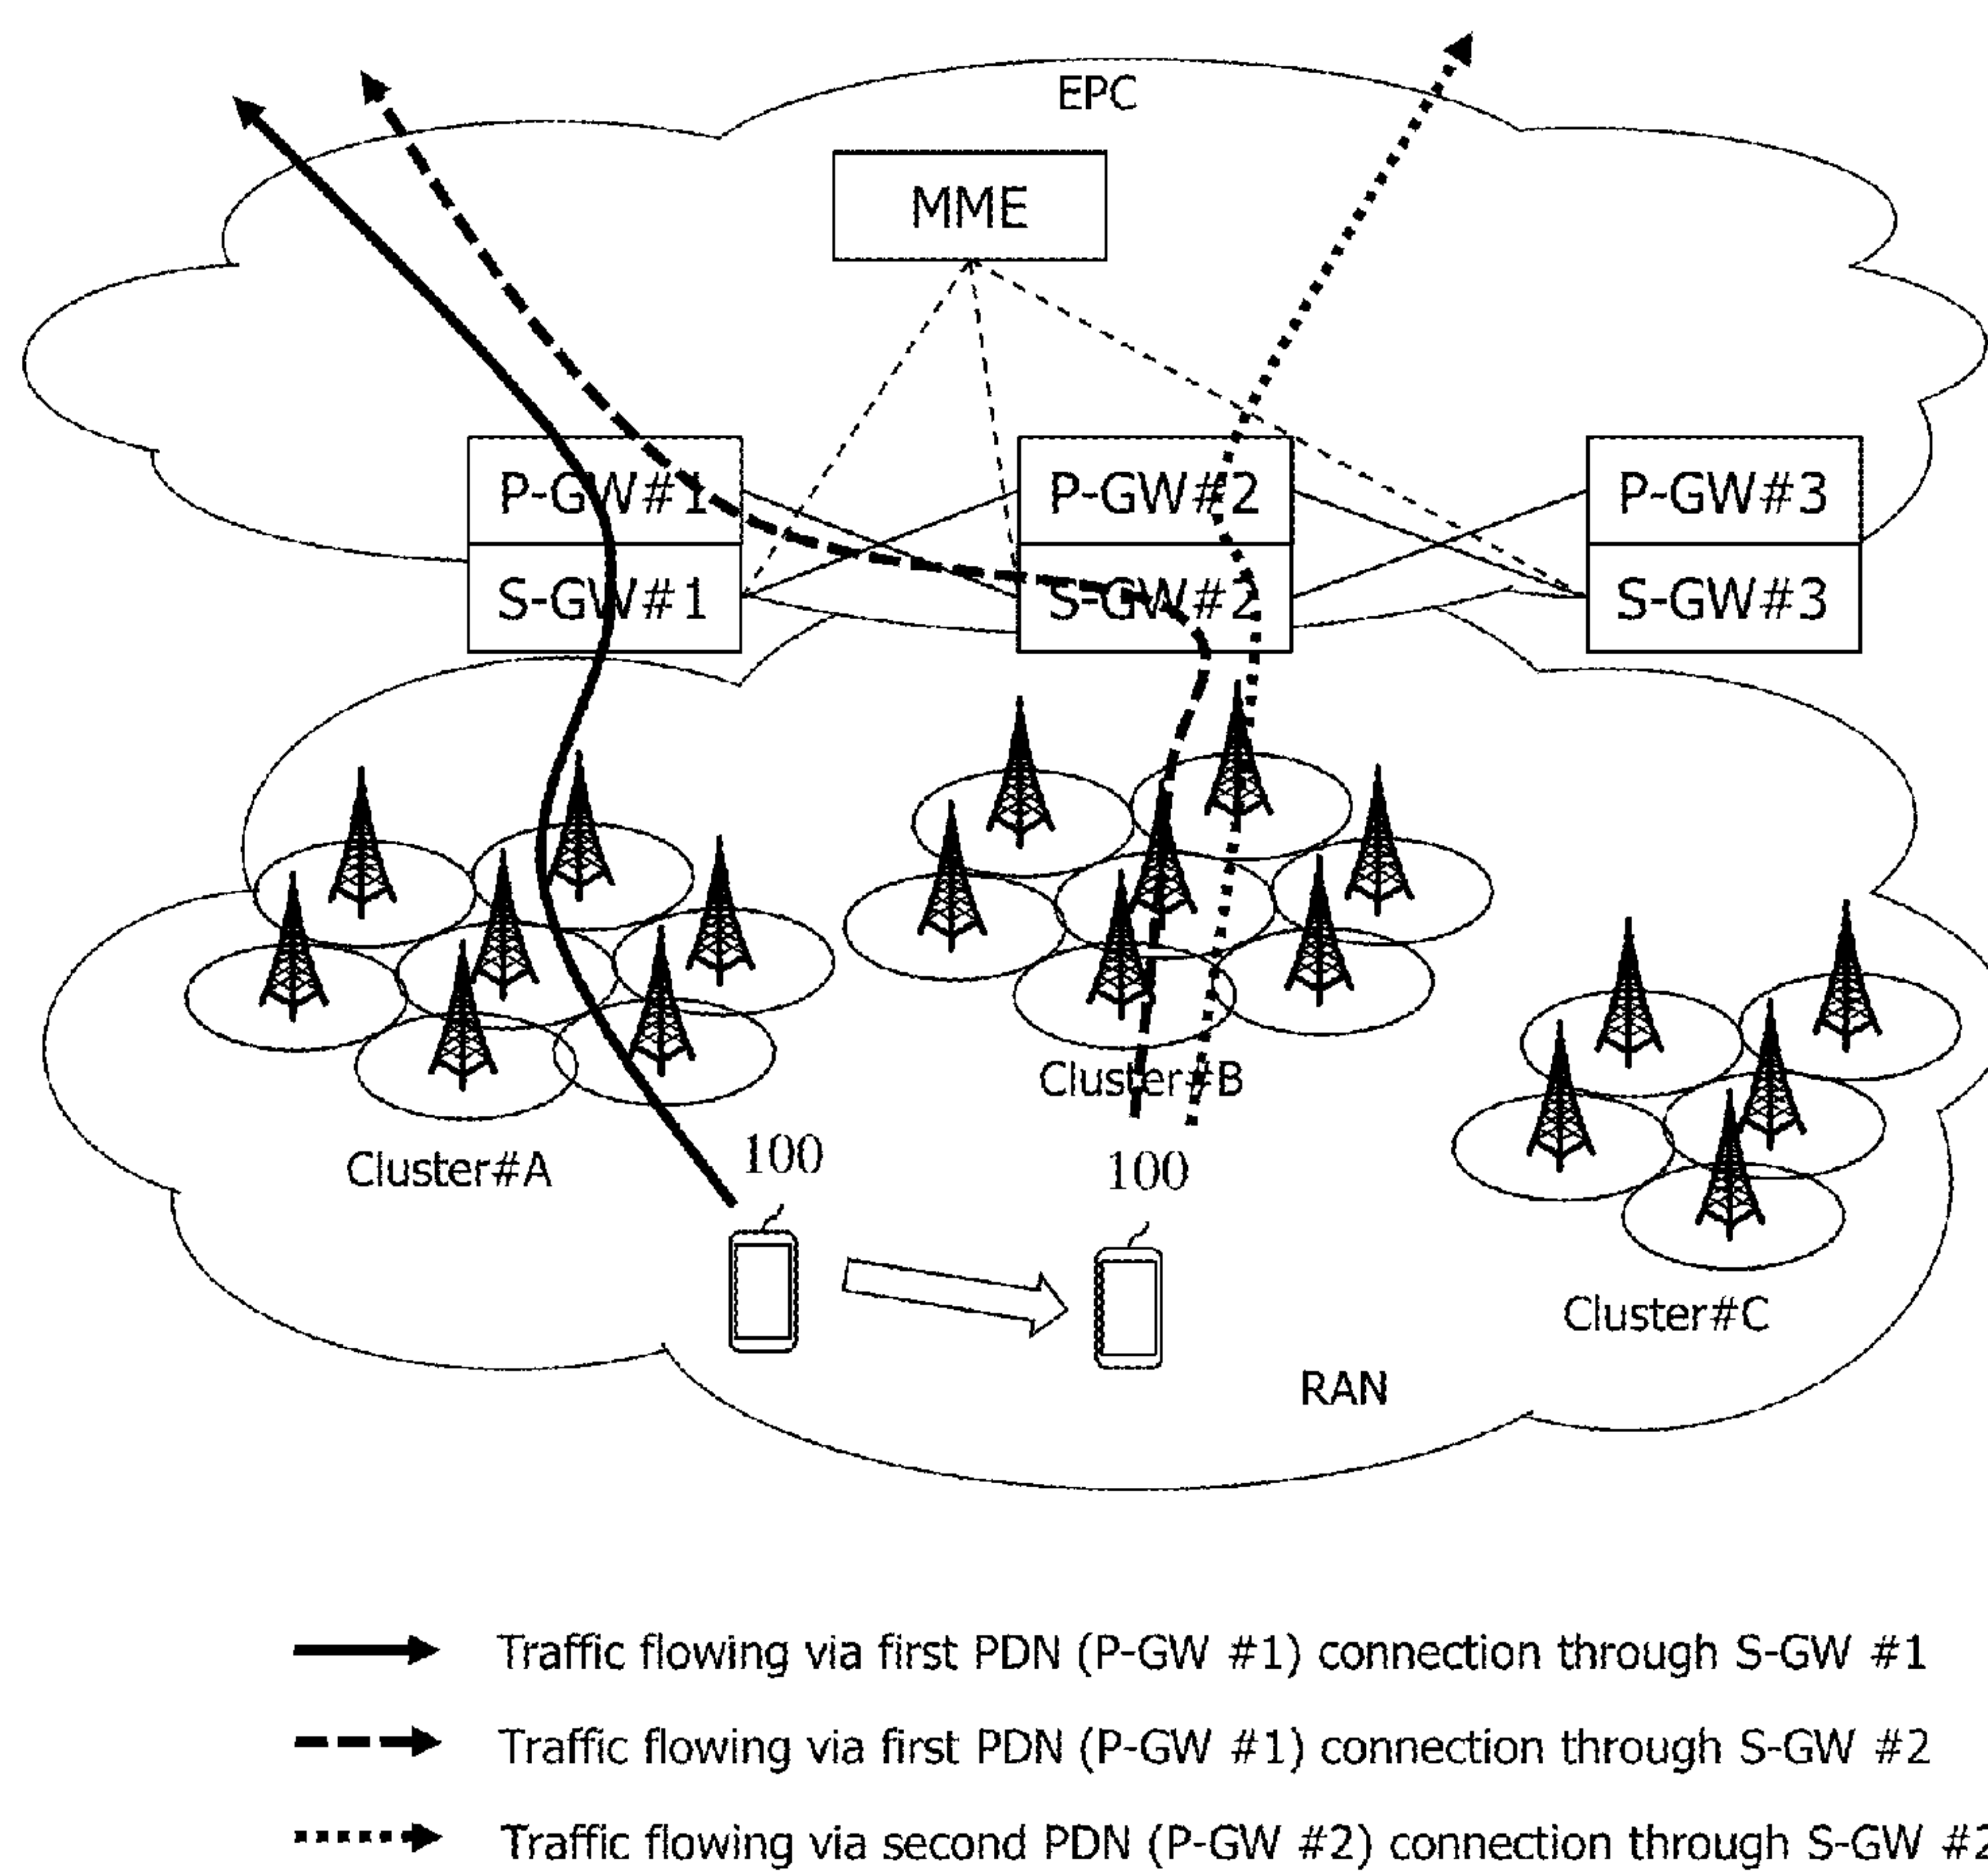 EPC
MME
P-GW#1
P-GW#2
P-GW#3
S-GW#1
S-GW#2
S-GW#3
Cluster#B
Cluster#A
100
100
Cluster#C
RAN
Traffic flowing via first PDN (P-GW #1) connection through S-GW #1
Traffic flowing via first PDN (P-GW #1) connection through S-GW #2
Traffic flowing via second PDN (P-GW #2) connection through S-GW #2